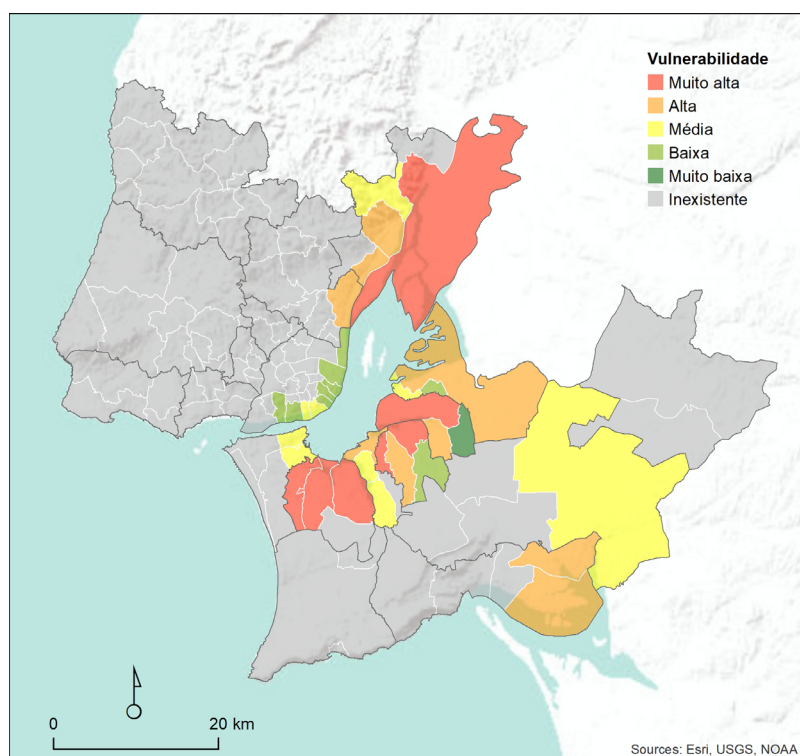 Vulnerabilidade
Muito alta
Alta
Média
Baixa
Muito baixa
Inexistente
0 20 km
Sources: Esri, USGS, NOAA